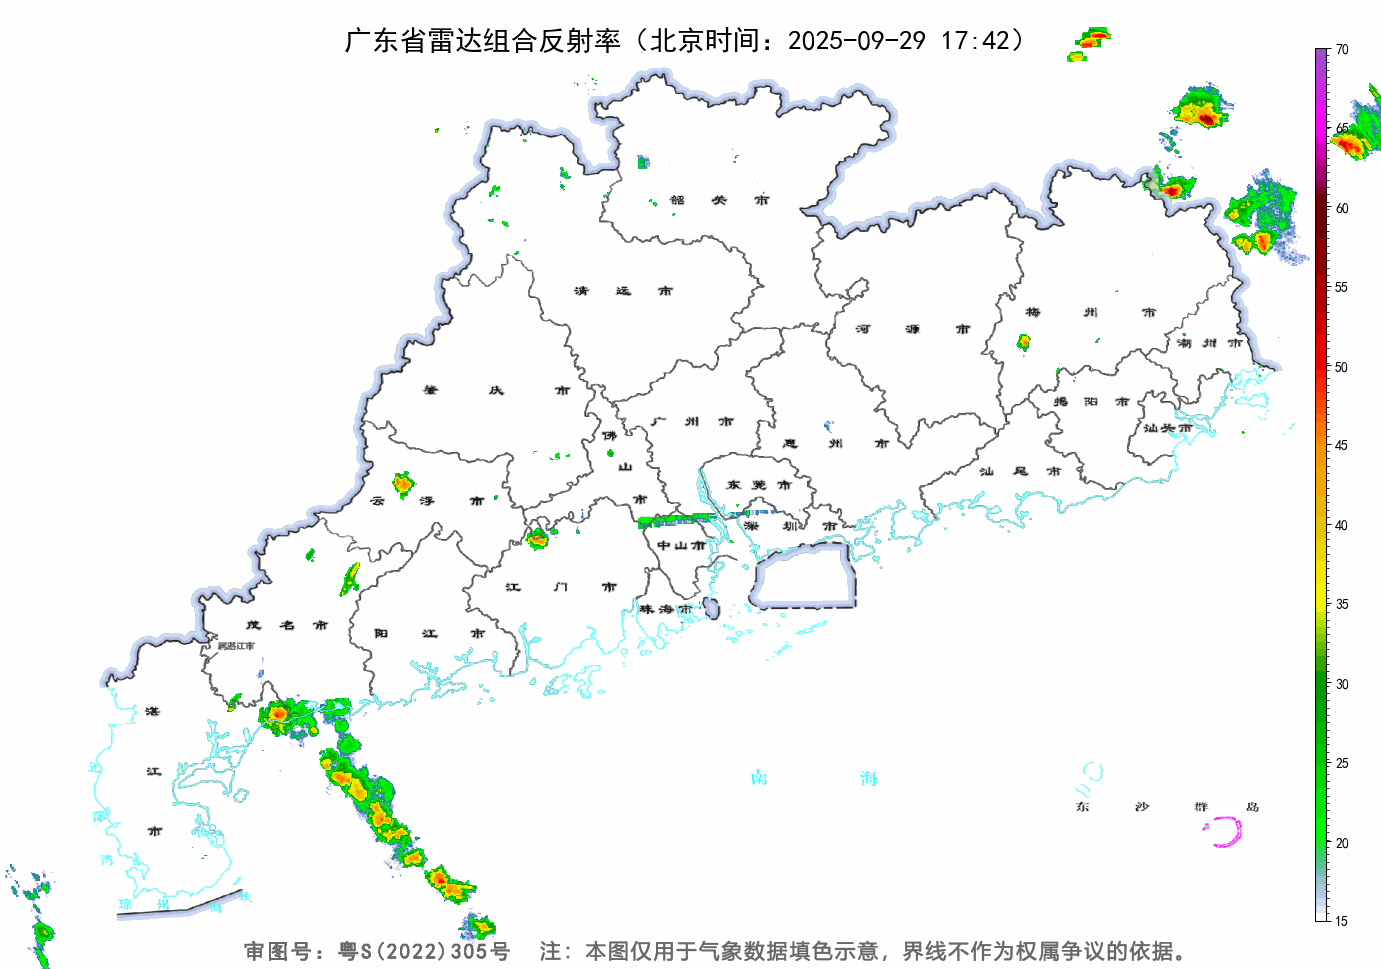 广东省雷达组合反射率（北京时间：2025-09-29 17:42）
70
65
60
55
50
45
40
35
30
25
20
15
韶关市
清远市
河源市
梅州市
潮州市
肇庆市
广州市
佛山市
惠州市
揭阳市
汕头市
汕尾市
云浮市
东莞市
深圳市
中山市
江门市
珠海市
茂名市
属湛江市
阳江市
湛江市
北部湾
琼州海峡
南海
东沙群岛
审图号：粤S(2022)305号 注：本图仅用于气象数据填色示意，界线不作为权属争议的依据。